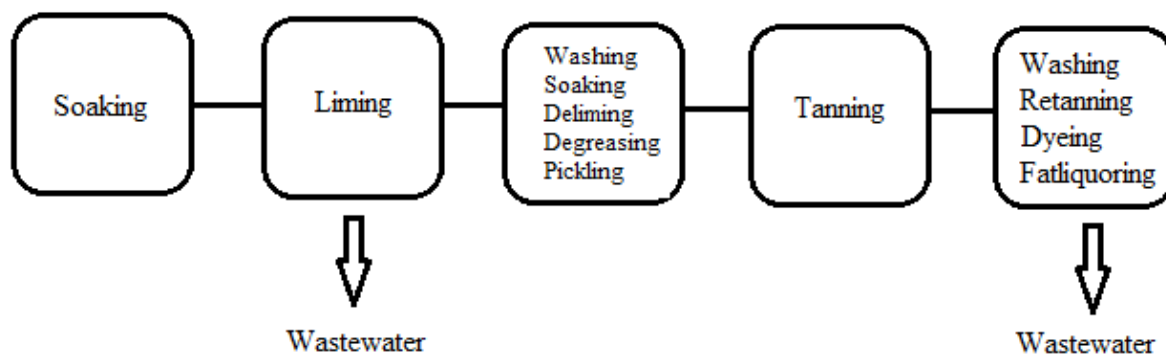 Soaking
Liming
Washing
Soaking
Deliming
Degreasing
Pickling
Tanning
Washing
Retanning
Dyeing
Fatliquoring
Wastewater
Wastewater